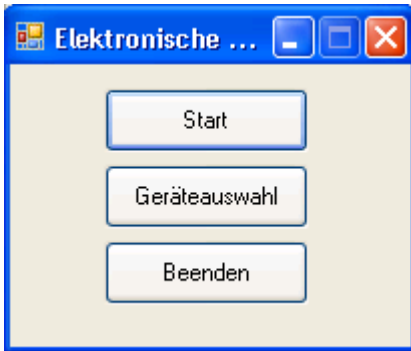 Elektronische ...
Start
Geräteauswahl
Beenden